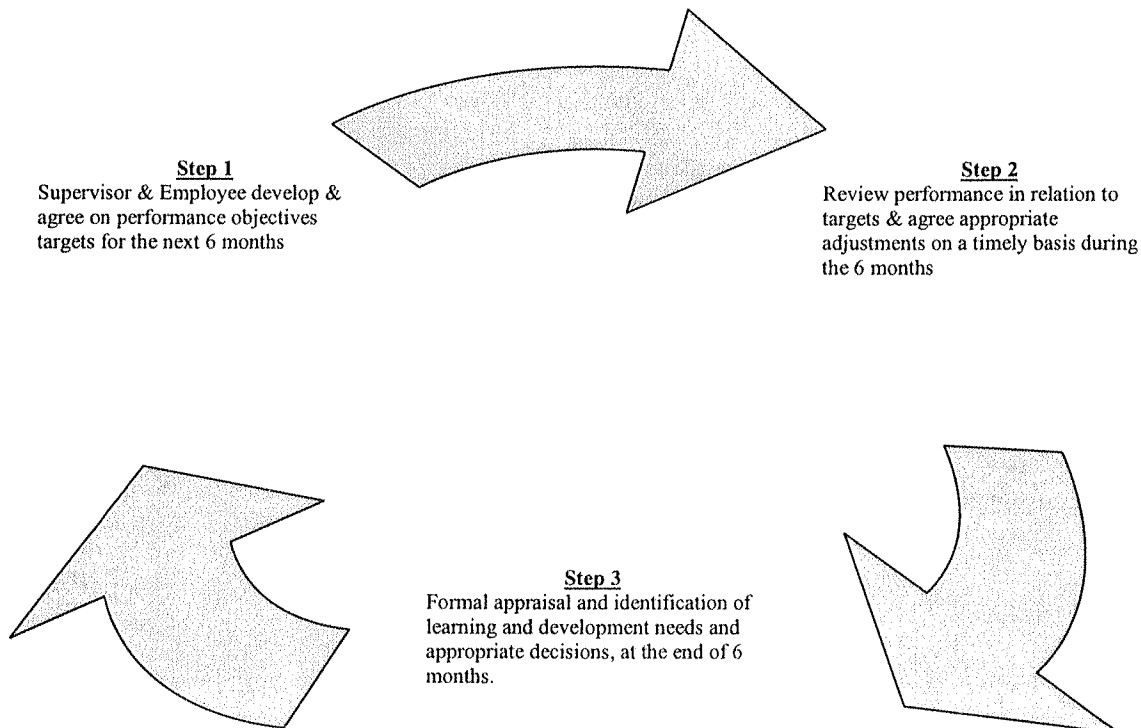 Step 1
Supervisor & Employee develop &
agree on performance objectives
targets for the next 6 months
Step 2
Review performance in relation to
targets & agree appropriate
adjustments on a timely basis during
the 6 months
Step 3
Formal appraisal and identification of
learning and development needs and
appropriate decisions, at the end of 6
months.